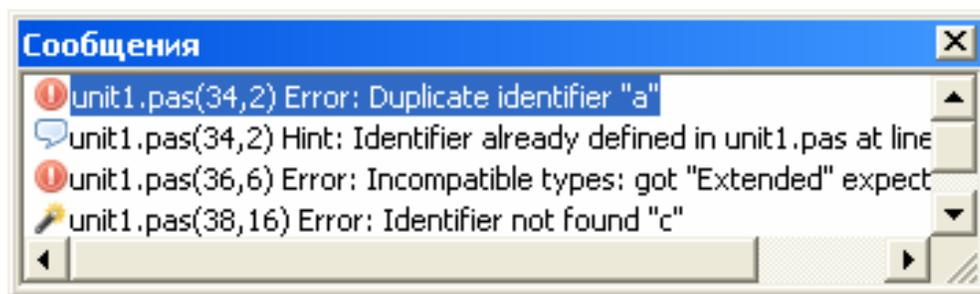 Сообщения
unit1.pas(34,2) Error: Duplicate identifier "a"
unit1.pas(34,2) Hint: Identifier already defined in unit1.pas at line
unit1.pas(36,6) Error: Incompatible types: got "Extended" expect
unit1.pas(38,16) Error: Identifier not found "c"